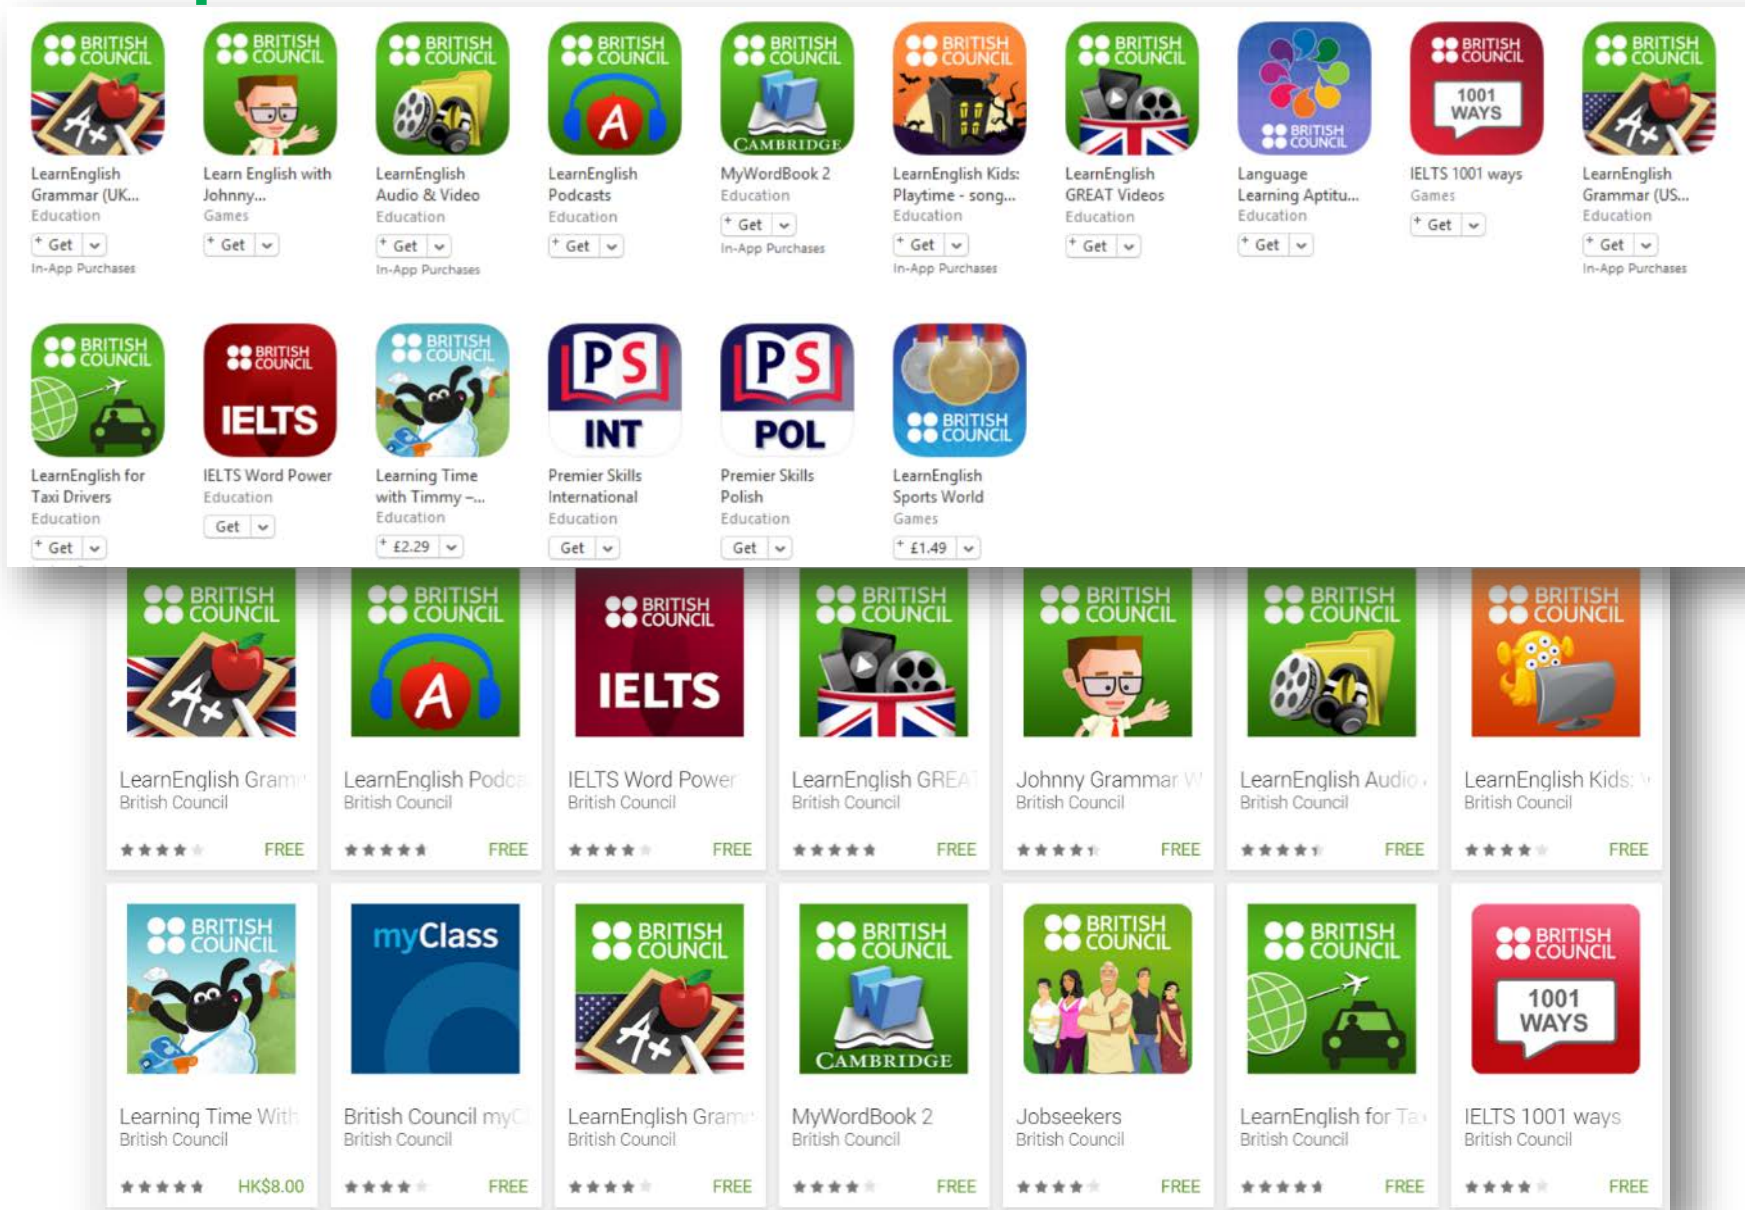 BRITISH COUNCIL
BRITISH COUNCIL
BRITISH COUNCIL
BRITISH COUNCIL
BRITISH COUNCIL
BRITISH COUNCIL
BRITISH COUNCIL
BRITISH COUNCIL
BRITISH COUNCIL
BRITISH COUNCIL
A+
A
CAMBRIDGE
1001
WAYS
A+
LearnEnglish
Grammar (UK...
Education
+ Get
In-App Purchases
Learn English with
Johnny...
Games
+ Get
LearnEnglish
Audio & Video
Education
+ Get
In-App Purchases
LearnEnglish
Podcasts
Education
+ Get
MyWordBook 2
Education
+ Get
In-App Purchases
LearnEnglish Kids:
Playtime - song...
Education
+ Get
In-App Purchases
LearnEnglish
GREAT Videos
Education
+ Get
Language
Learning Aptitu...
Education
+ Get
IELTS 1001 ways
Games
+ Get
LearnEnglish
Grammar (US...
Education
+ Get
In-App Purchases
BRITISH COUNCIL
LearnEnglish for
Taxi Drivers
Education
+ Get
BRITISH COUNCIL
IELTS
IELTS Word Power
Education
Get
BRITISH COUNCIL
Learning Time
with Timmy –...
Education
+ £2.29
PS
INT
Premier Skills
International
Education
Get
PS
POL
Premier Skills
Polish
Education
Get
BRITISH COUNCIL
LearnEnglish
Sports World
Games
+ £1.49
BRITISH COUNCIL
A+
LearnEnglish Gram
British Council
FREE
BRITISH COUNCIL
A
LearnEnglish Podca
British Council
FREE
BRITISH COUNCIL
IELTS
IELTS Word Power
British Council
FREE
BRITISH COUNCIL
LearnEnglish GREA
British Council
FREE
BRITISH COUNCIL
Johnny Grammar W
British Council
FREE
BRITISH COUNCIL
LearnEnglish Audio
British Council
FREE
BRITISH COUNCIL
LearnEnglish Kids:
British Council
FREE
BRITISH COUNCIL
Learning Time With
British Council
HK$8.00
myClass
British Council myC
British Council
FREE
BRITISH COUNCIL
A+
LearnEnglish Gram
British Council
FREE
BRITISH COUNCIL
W
CAMBRIDGE
MyWordBook 2
British Council
FREE
BRITISH COUNCIL
Jobseekers
British Council
FREE
BRITISH COUNCIL
LearnEnglish for Tax
British Council
FREE
BRITISH COUNCIL
1001
WAYS
IELTS 1001 ways
British Council
FREE